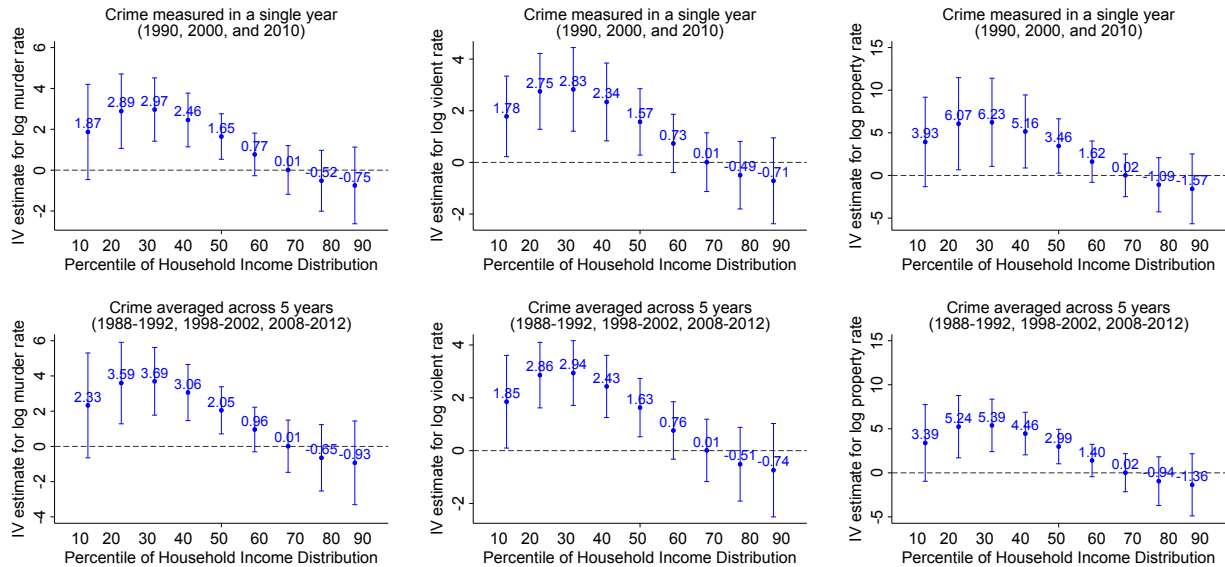 Crime measured in a single year
(1990, 2000, and 2010)
IV estimate for log murder rate
6
4
2
0
-2
1.87
2.89
2.97
2.46
1.65
0.77
0.01
-0.52
-0.75
10 20 30 40 50 60 70 80 90
Percentile of Household Income Distribution
Crime measured in a single year
(1990, 2000, and 2010)
IV estimate for log violent rate
4
2
0
-2
1.78
2.75
2.83
2.34
1.57
0.73
0.01
-0.49
-0.71
10 20 30 40 50 60 70 80 90
Percentile of Household Income Distribution
Crime measured in a single year
(1990, 2000, and 2010)
IV estimate for log property rate
15
10
5
0
-5
3.93
6.07
6.23
5.16
3.46
1.62
0.02
-1.09
-1.57
10 20 30 40 50 60 70 80 90
Percentile of Household Income Distribution
Crime averaged across 5 years
(1988-1992, 1998-2002, 2008-2012)
IV estimate for log murder rate
6
4
2
0
-2
-4
2.33
3.59
3.69
3.06
2.05
0.96
0.01
-0.65
-0.93
10 20 30 40 50 60 70 80 90
Percentile of Household Income Distribution
Crime averaged across 5 years
(1988-1992, 1998-2002, 2008-2012)
IV estimate for log violent rate
4
2
0
-2
1.85
2.86
2.94
2.43
1.63
0.76
0.01
-0.51
-0.74
10 20 30 40 50 60 70 80 90
Percentile of Household Income Distribution
Crime averaged across 5 years
(1988-1992, 1998-2002, 2008-2012)
IV estimate for log property rate
15
10
5
0
-5
3.39
5.24
5.39
4.46
2.99
1.40
0.02
-0.94
-1.36
10 20 30 40 50 60 70 80 90
Percentile of Household Income Distribution